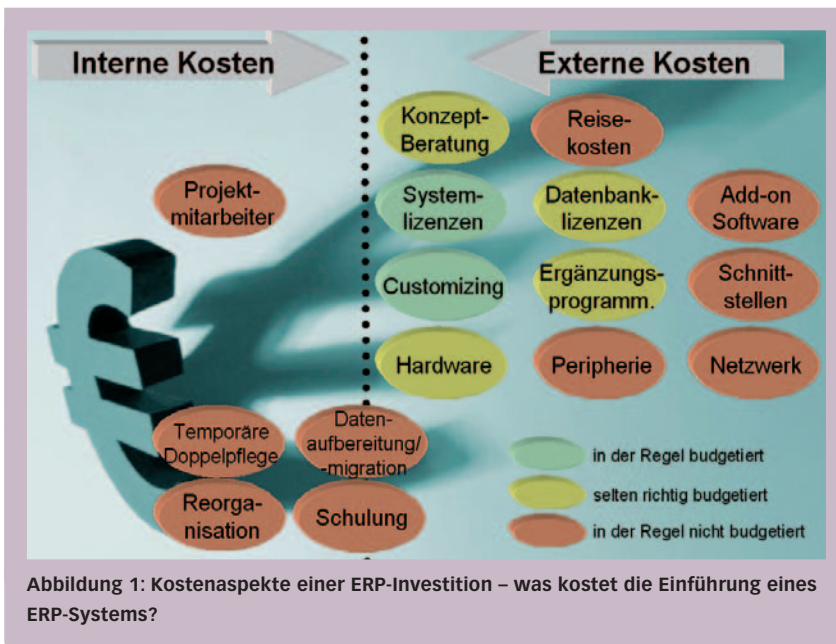 Interne Kosten
Externe Kosten
Konzept-
Beratung
Reise-
kosten
Projekt-
mitarbeiter
System-
lizenzen
Datenbank-
lizenzen
Add-on
Software
Customizing
Ergänzungs-
programm.
Schnitt-
stellen
Hardware
Peripherie
Netzwerk
Temporäre
Doppelpflege
Daten-
aufbereitung/
-migration
Reorga-
nisation
Schulung
in der Regel budgetiert
selten richtig budgetiert
in der Regel nicht budgetiert
Abbildung 1: Kostenaspekte einer ERP-Investition – was kostet die Einführung eines
ERP-Systems?